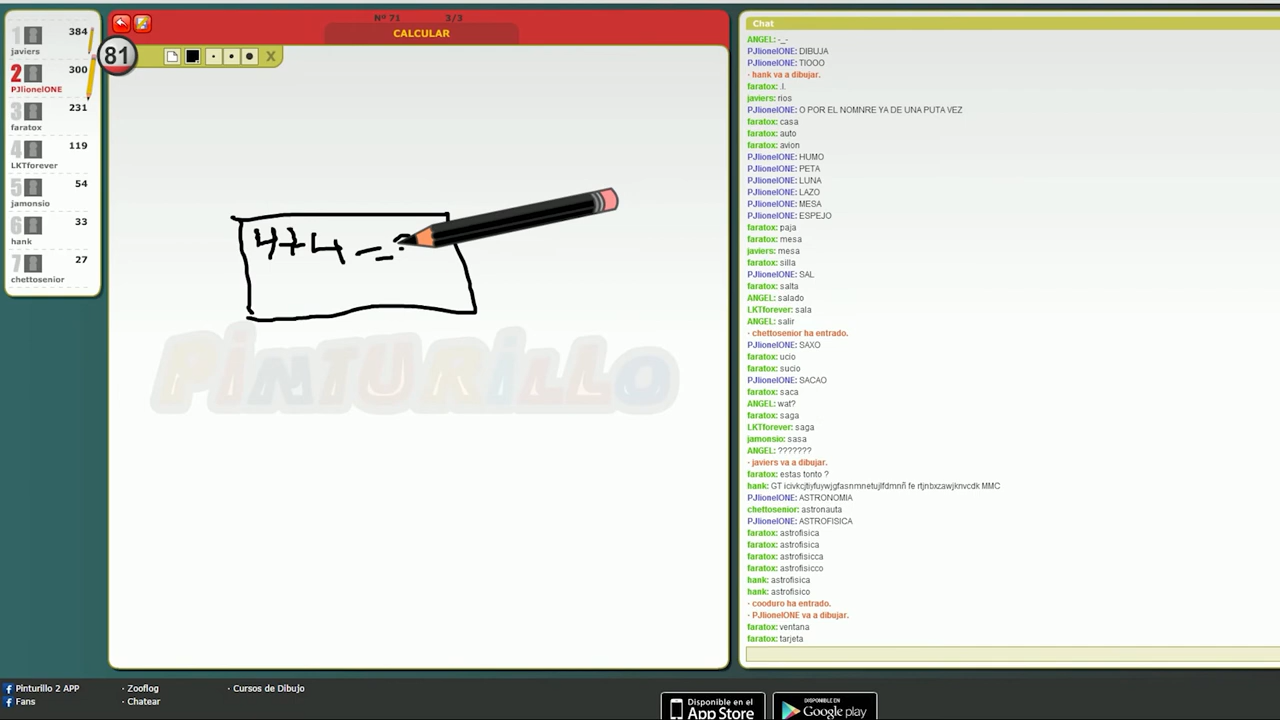 1
384
javiers
2
300
PJlionelONE
3
231
faratox
4
119
LKTforever
5
54
jamonsio
6
33
hank
7
27
chettosenior
81
Nº 71 3/3
CALCULAR
4+4 = ?
PiNTURiLLO
Chat
ANGEL: -_-
PJlionelONE: DIBUJA
PJlionelONE: TIOOO
· hank va a dibujar.
faratox: .l.
javiers: rios
PJlionelONE: O POR EL NOMNRE YA DE UNA PUTA VEZ
faratox: casa
faratox: auto
faratox: avion
PJlionelONE: HUMO
PJlionelONE: PETA
PJlionelONE: LUNA
PJlionelONE: LAZO
PJlionelONE: MESA
PJlionelONE: ESPEJO
faratox: paja
faratox: mesa
javiers: mesa
faratox: silla
PJlionelONE: SAL
faratox: salta
ANGEL: salado
LKTforever: sala
ANGEL: salir
· chettosenior ha entrado.
PJlionelONE: SAXO
faratox: ucio
faratox: sucio
PJlionelONE: SACAO
faratox: saca
ANGEL: wat?
faratox: saga
LKTforever: saga
jamonsio: sasa
ANGEL: ???????
· javiers va a dibujar.
faratox: estas tonto ?
hank: GT icivkcjtiyfuywjgfasnmnetujlfdmnñ fe rtjnbxzawjknvcdk MMC
PJlionelONE: ASTRONOMIA
chettosenior: astronauta
PJlionelONE: ASTROFISICA
faratox: astrofisica
faratox: astrofisica
faratox: astrofisicca
faratox: astrofisicco
hank: astrofisica
hank: astrofisico
· cooduro ha entrado.
· PJlionelONE va a dibujar.
faratox: ventana
faratox: tarjeta
Pinturillo 2 APP · Zooflog · Cursos de Dibujo
Fans · Chatear
Disponible en el
App Store
DISPONIBLE EN
Google play